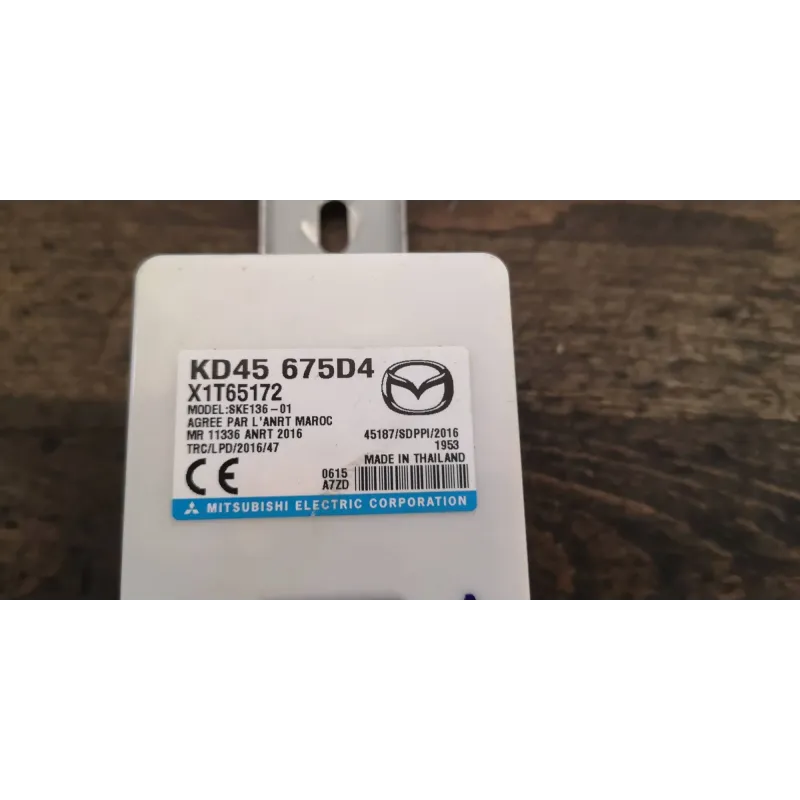 KD45 675D4
X1T65172
MODEL:SKE136-01
AGREE PAR L'ANRT MAROC
MR 11336 ANRT 2016
45187/SDPPI/2016
TRC/LPD/2016/47
1953
MADE IN THAILAND
CE
0615
A7ZD
MITSUBISHI ELECTRIC CORPORATION